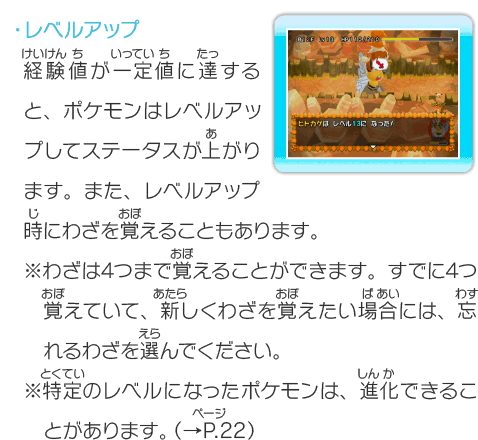 ・レベルアップ
経験値が一定値に達する
と、ポケモンはレベルアッ
プしてステータスが上がり
ます。また、レベルアップ
時にわざを覚えることもあります。
※わざは4つまで覚えることができます。すでに4つ
覚えていて、新しくわざを覚えたい場合には、忘
れるわざを選んでください。
※特定のレベルになったポケモンは、進化できるこ
とがあります。（→P.22）
ヒトカゲは レベル13に なった！